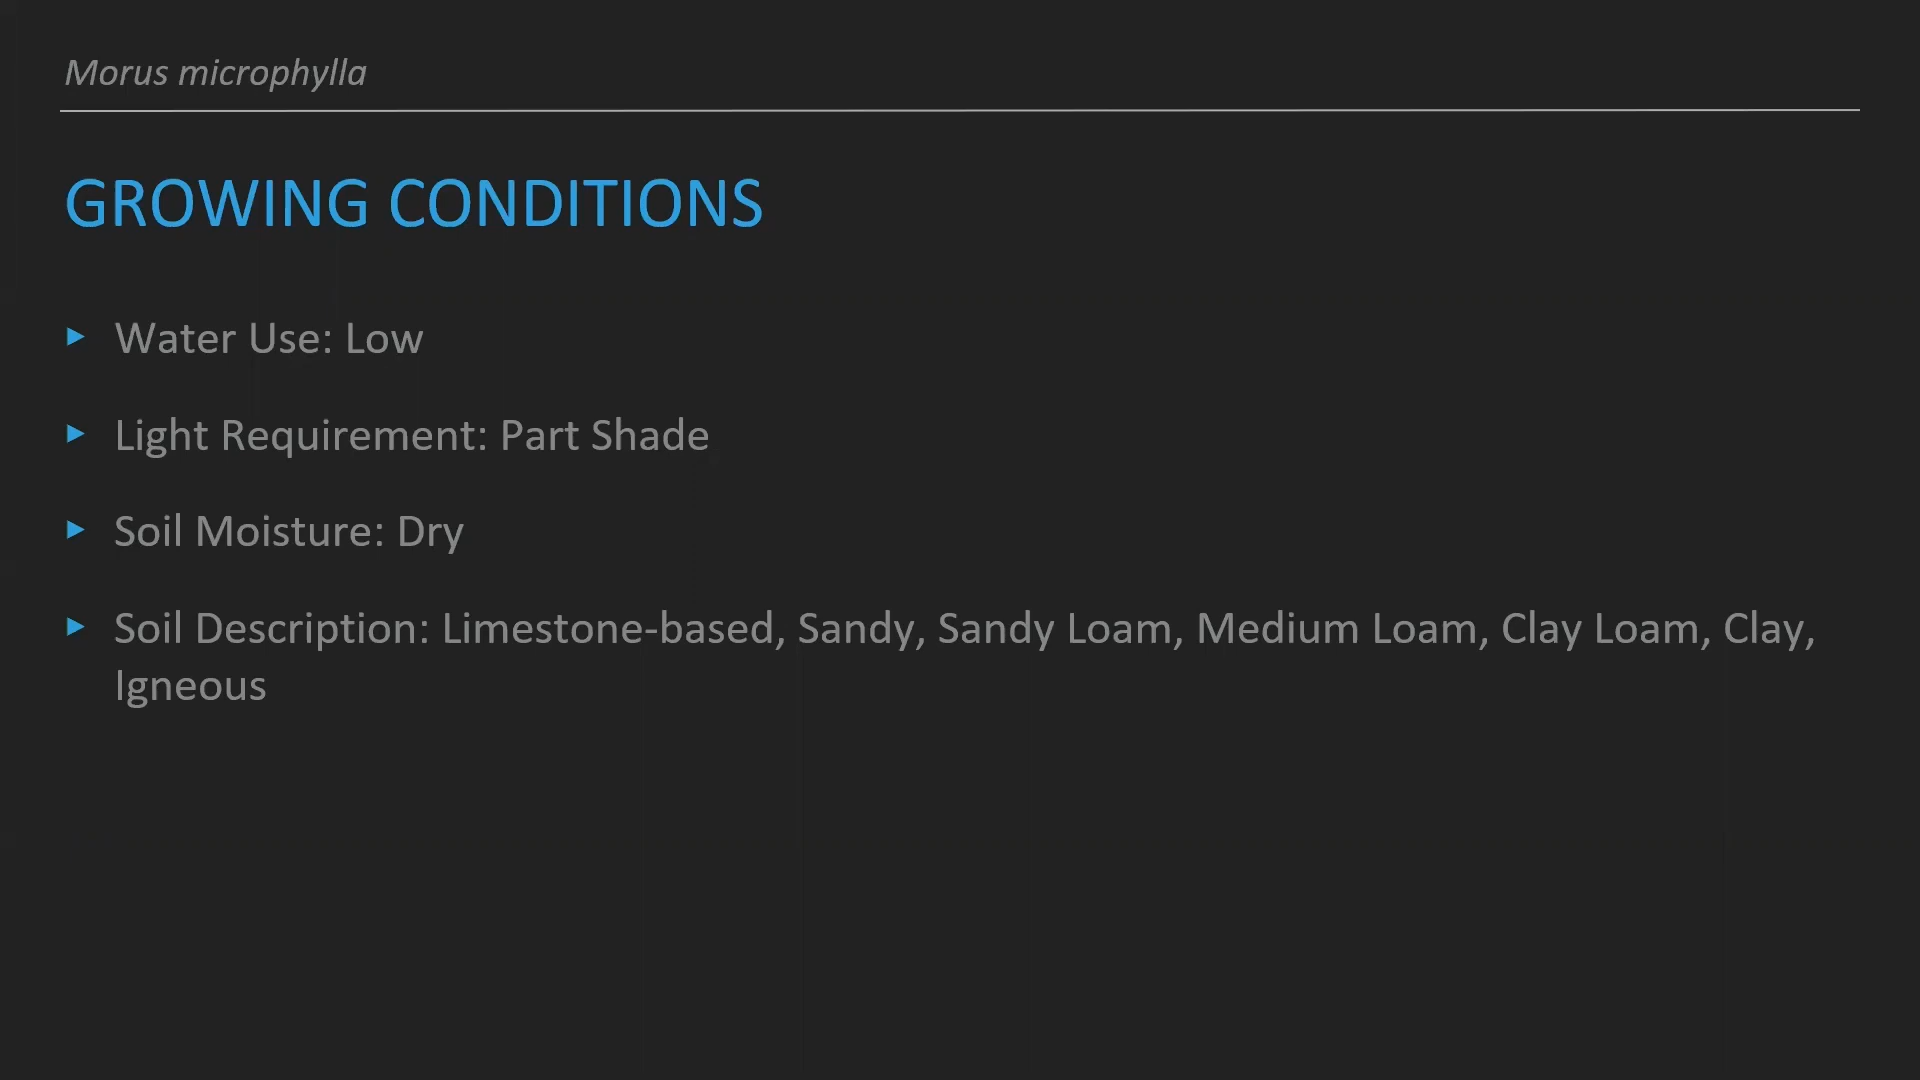 Morus microphylla
GROWING CONDITIONS
Water Use: Low
Light Requirement: Part Shade
Soil Moisture: Dry
Soil Description: Limestone-based, Sandy, Sandy Loam, Medium Loam, Clay Loam, Clay,
Igneous